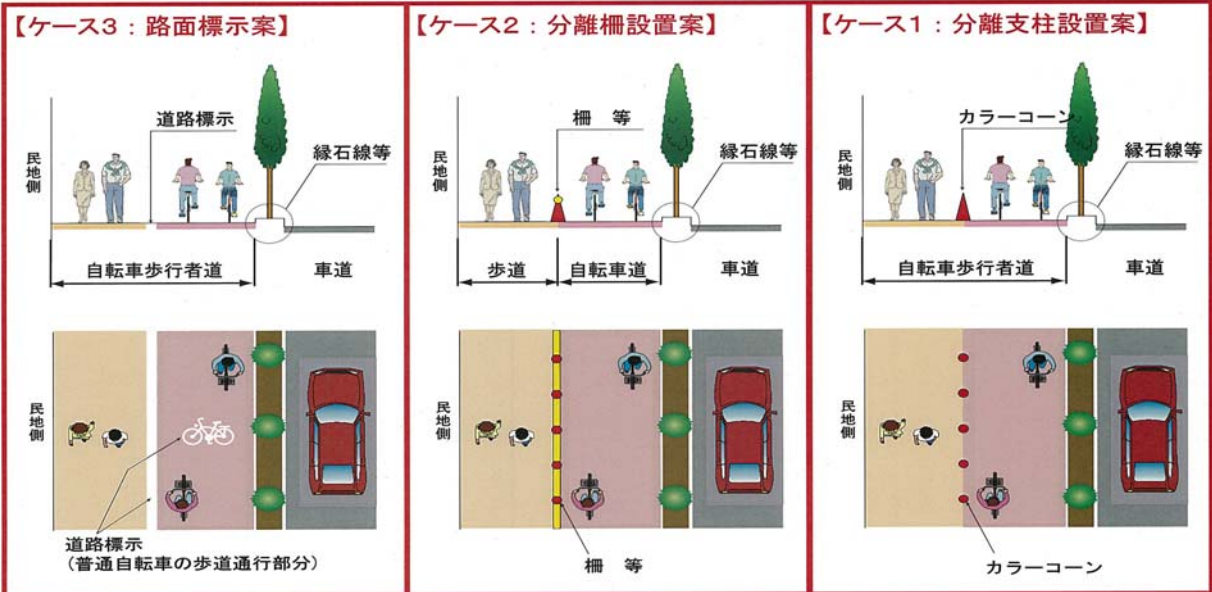 【ケース3：路面標示案】
道路標示
縁石線等
民地側
自転車歩行者道
車道
民地側
道路標示
(普通自転車の歩道通行部分)
【ケース2：分離柵設置案】
柵 等
縁石線等
民地側
歩道
自転車道
車道
民地側
柵 等
【ケース1：分離支柱設置案】
カラーコーン
縁石線等
民地側
自転車歩行者道
車道
民地側
カラーコーン